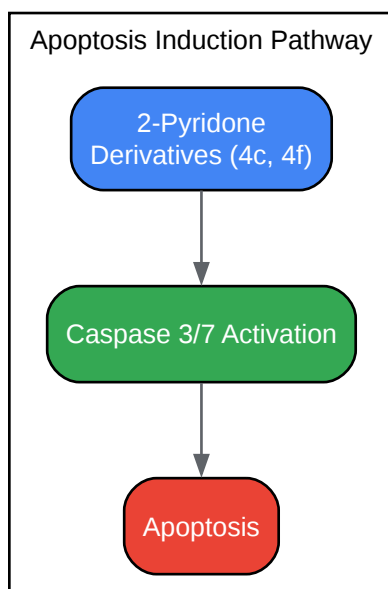 Apoptosis Induction Pathway
2-Pyridone
Derivatives (4c, 4f)
Caspase 3/7 Activation
Apoptosis